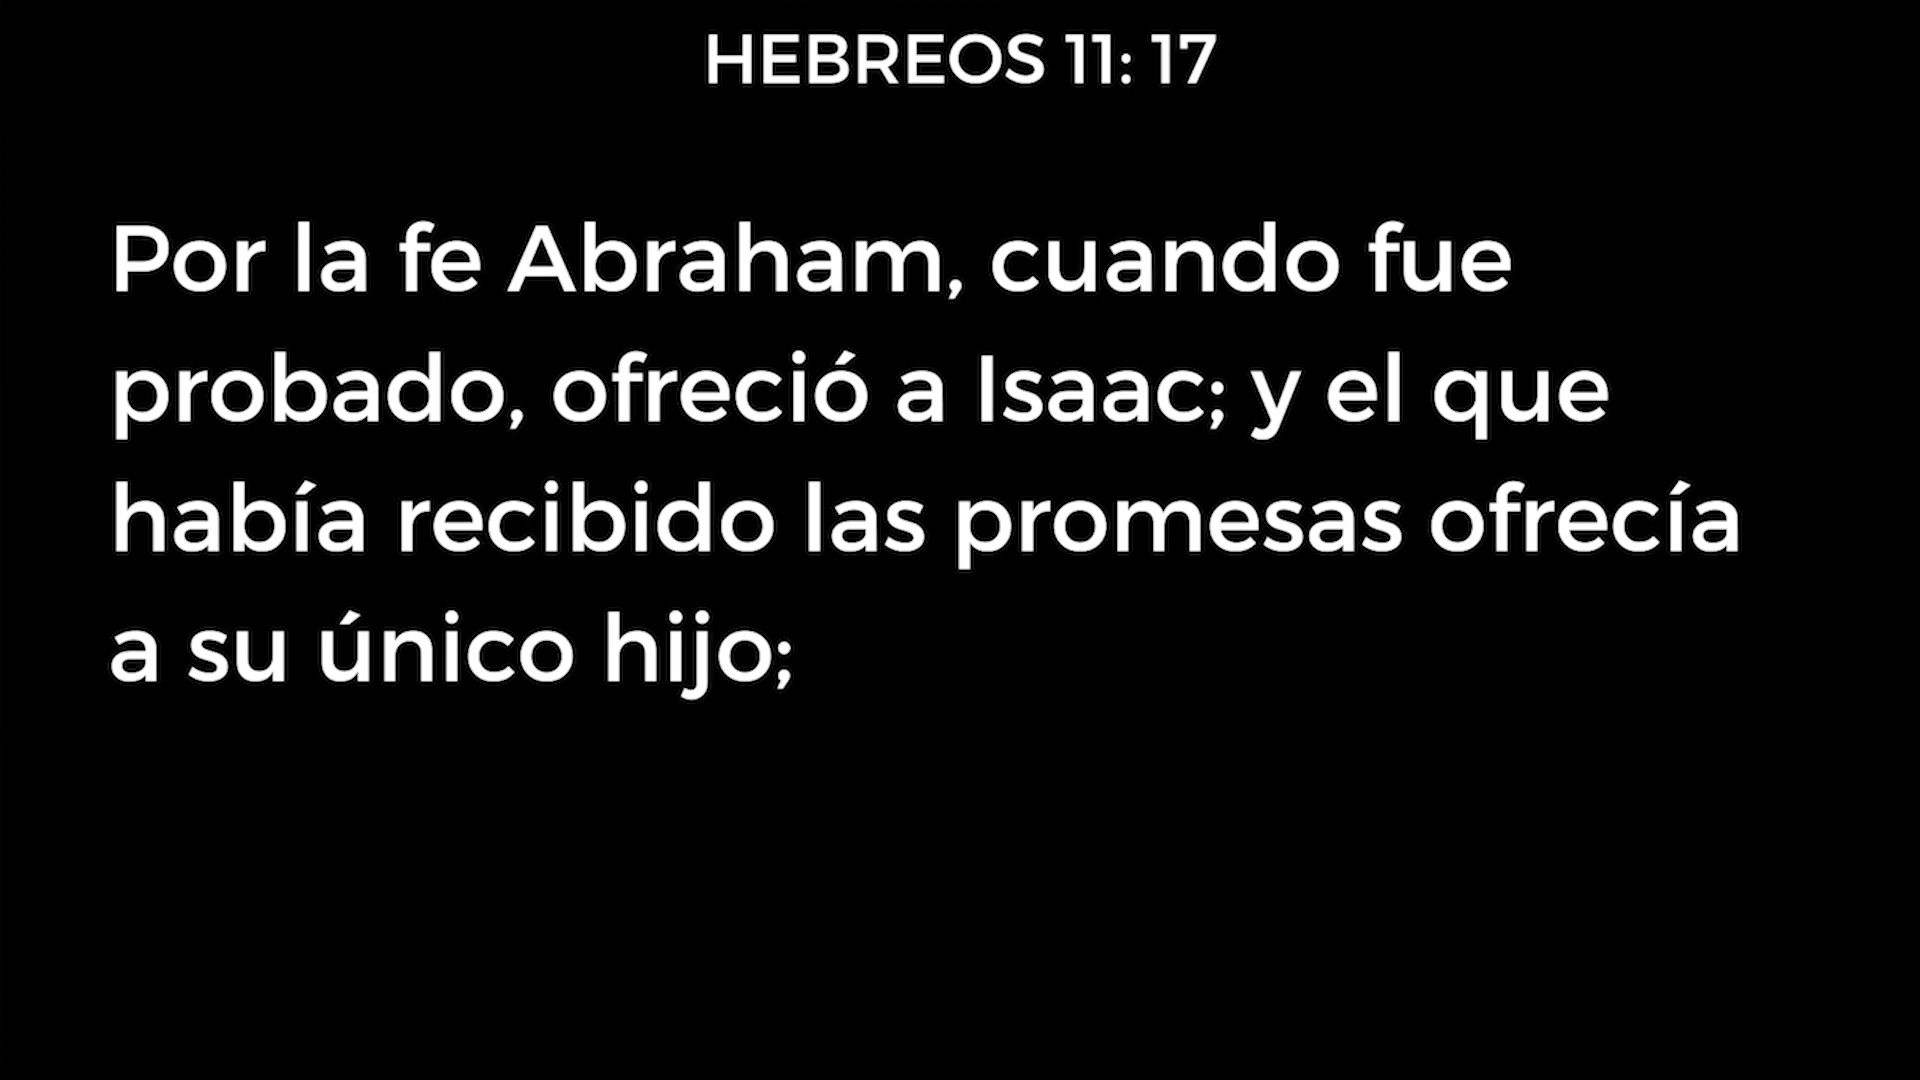 HEBREOS 11: 17
Por la fe Abraham, cuando fue
probado, ofreció a Isaac; y el que
había recibido las promesas ofrecía
a su único hijo;